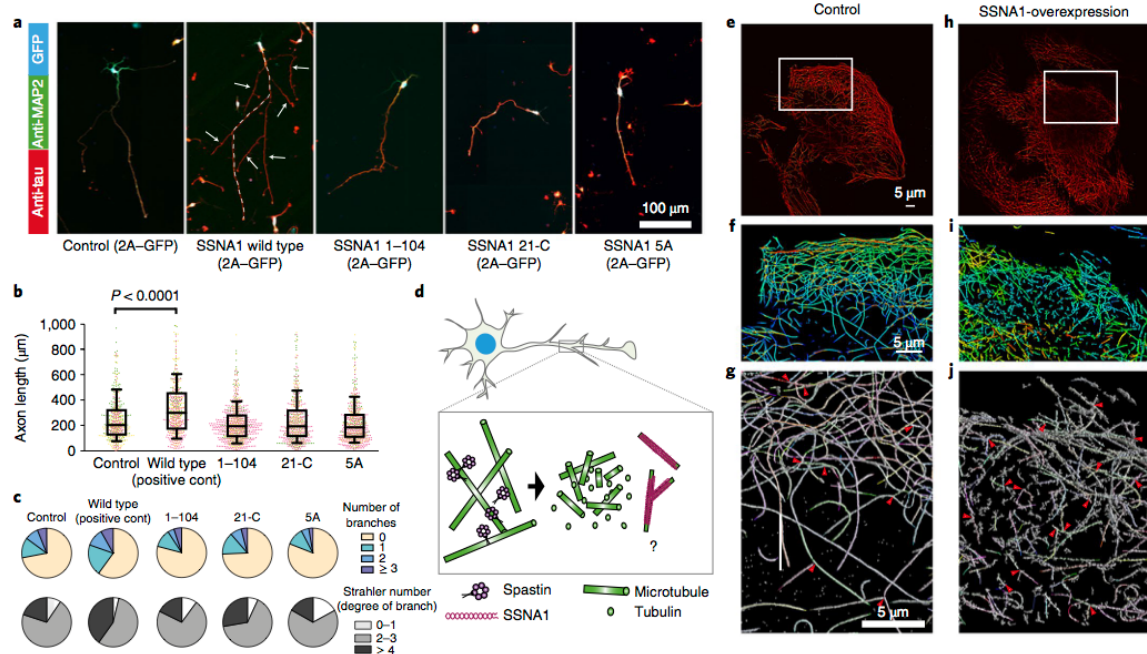 a
GFP
Anti-MAP2
Anti-tau
100 μm
Control (2A–GFP)
SSNA1 wild type
(2A–GFP)
SSNA1 1–104
(2A–GFP)
SSNA1 21-C
(2A–GFP)
SSNA1 5A
(2A–GFP)
b
P < 0.0001
Axon length (μm)
1,000
800
600
400
200
0
Control
Wild type
(positive cont)
1–104
21-C
5A
c
Control
Wild type
(positive cont)
1–104
21-C
5A
Number of
branches
0
1
2
≥ 3
Strahler number
(degree of branch)
0–1
2–3
> 4
d
?
Spastin
SSNA1
Microtubule
Tubulin
Control
e
5 μm
f
5 μm
g
5 μm
SSNA1-overexpression
h
i
j